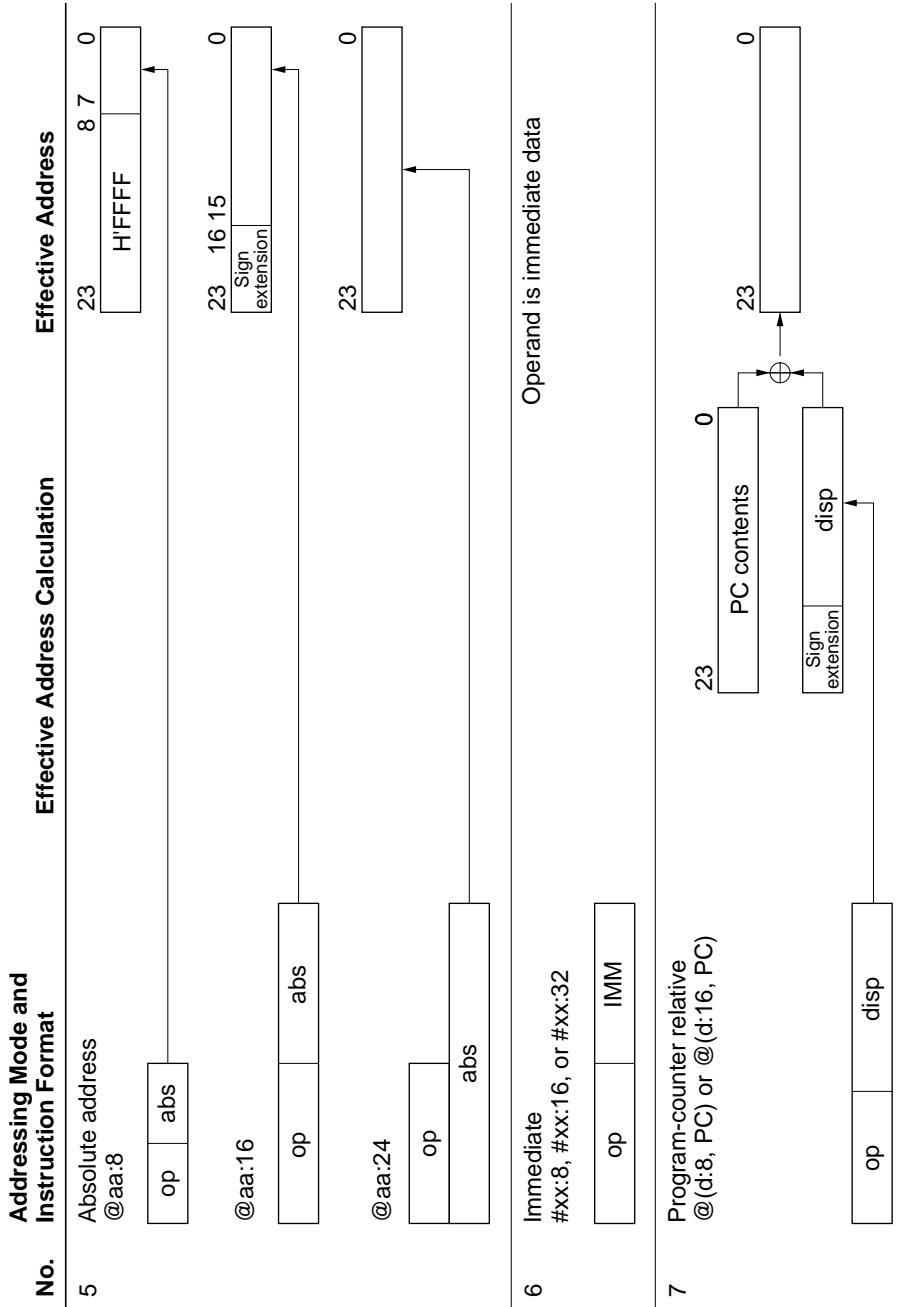 No. Addressing Mode and Instruction Format Effective Address Calculation Effective Address
5 Absolute address
@aa:8
op abs
23 8 7 0
H'FFFF
@aa:16
op abs
23 16 15 0
Sign extension
@aa:24
op
abs
23 0
6 Immediate
#xx:8, #xx:16, or #xx:32
op IMM
Operand is immediate data
7 Program-counter relative
@(d:8, PC) or @(d:16, PC)
op disp
23 0
PC contents
Sign extension disp
23 0